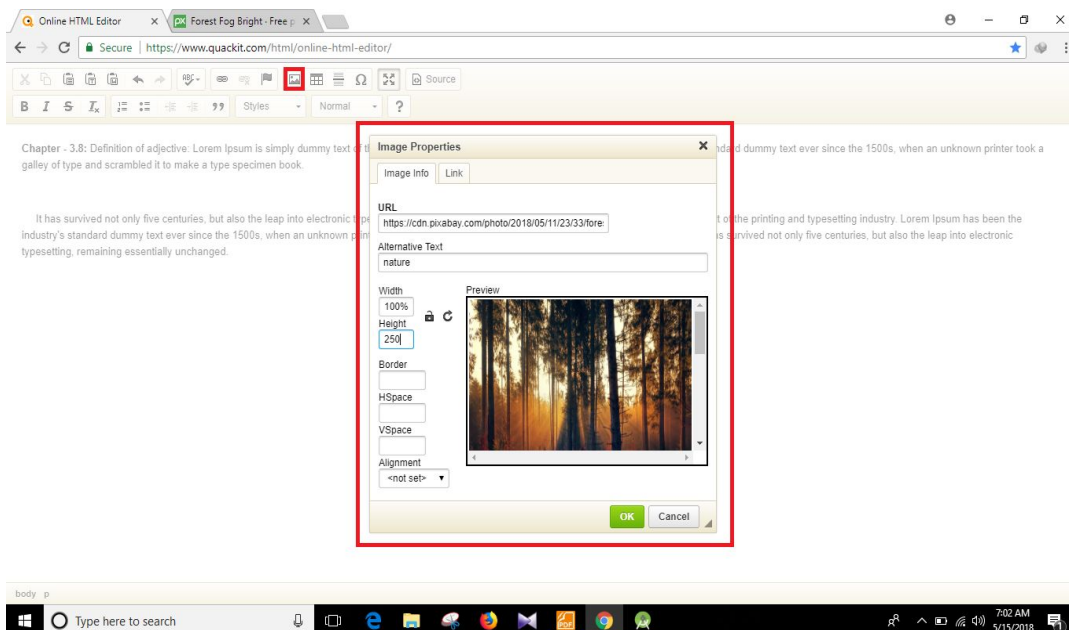 Online HTML Editor
Forest Fog Bright - Free p
Secure | https://www.quackit.com/html/online-html-editor/
Source
B I S Tx Styles Normal ?
Chapter - 3.8: Definition of adjective: Lorem Ipsum is simply dummy text of t
dard dummy text ever since the 1500s, when an unknown printer took a
galley of type and scrambled it to make a type specimen book.
It has survived not only five centuries, but also the leap into electronic
t of the printing and typesetting industry. Lorem Ipsum has been the
industry's standard dummy text ever since the 1500s, when an unknown
survived not only five centuries, but also the leap into electronic
typesetting, remaining essentially unchanged.
Image Properties
Image Info Link
URL
https://cdn.pixabay.com/photo/2018/05/11/23/33/fores
Alternative Text
nature
Width
100%
Height
250
Border
HSpace
VSpace
Alignment
<not set>
Preview
OK Cancel
body p
Type here to search
7:02 AM
5/15/2018